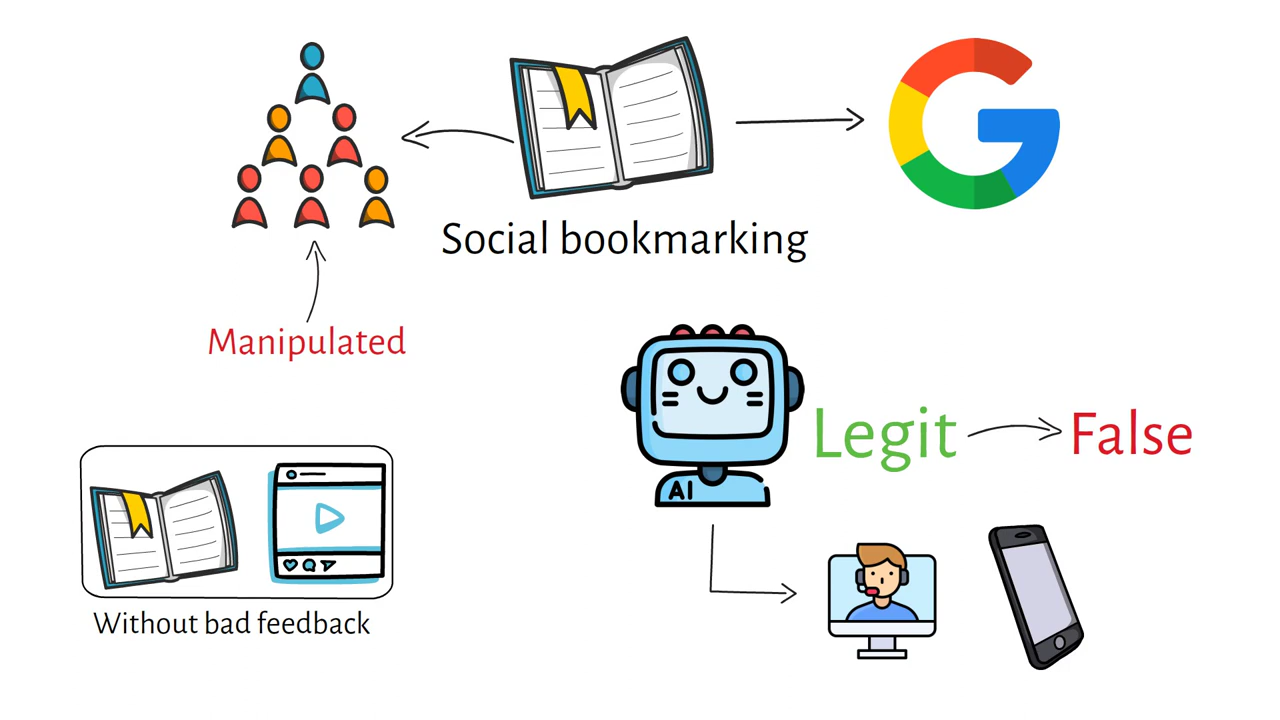 Social bookmarking
Manipulated
Legit
False
AI
Without bad feedback